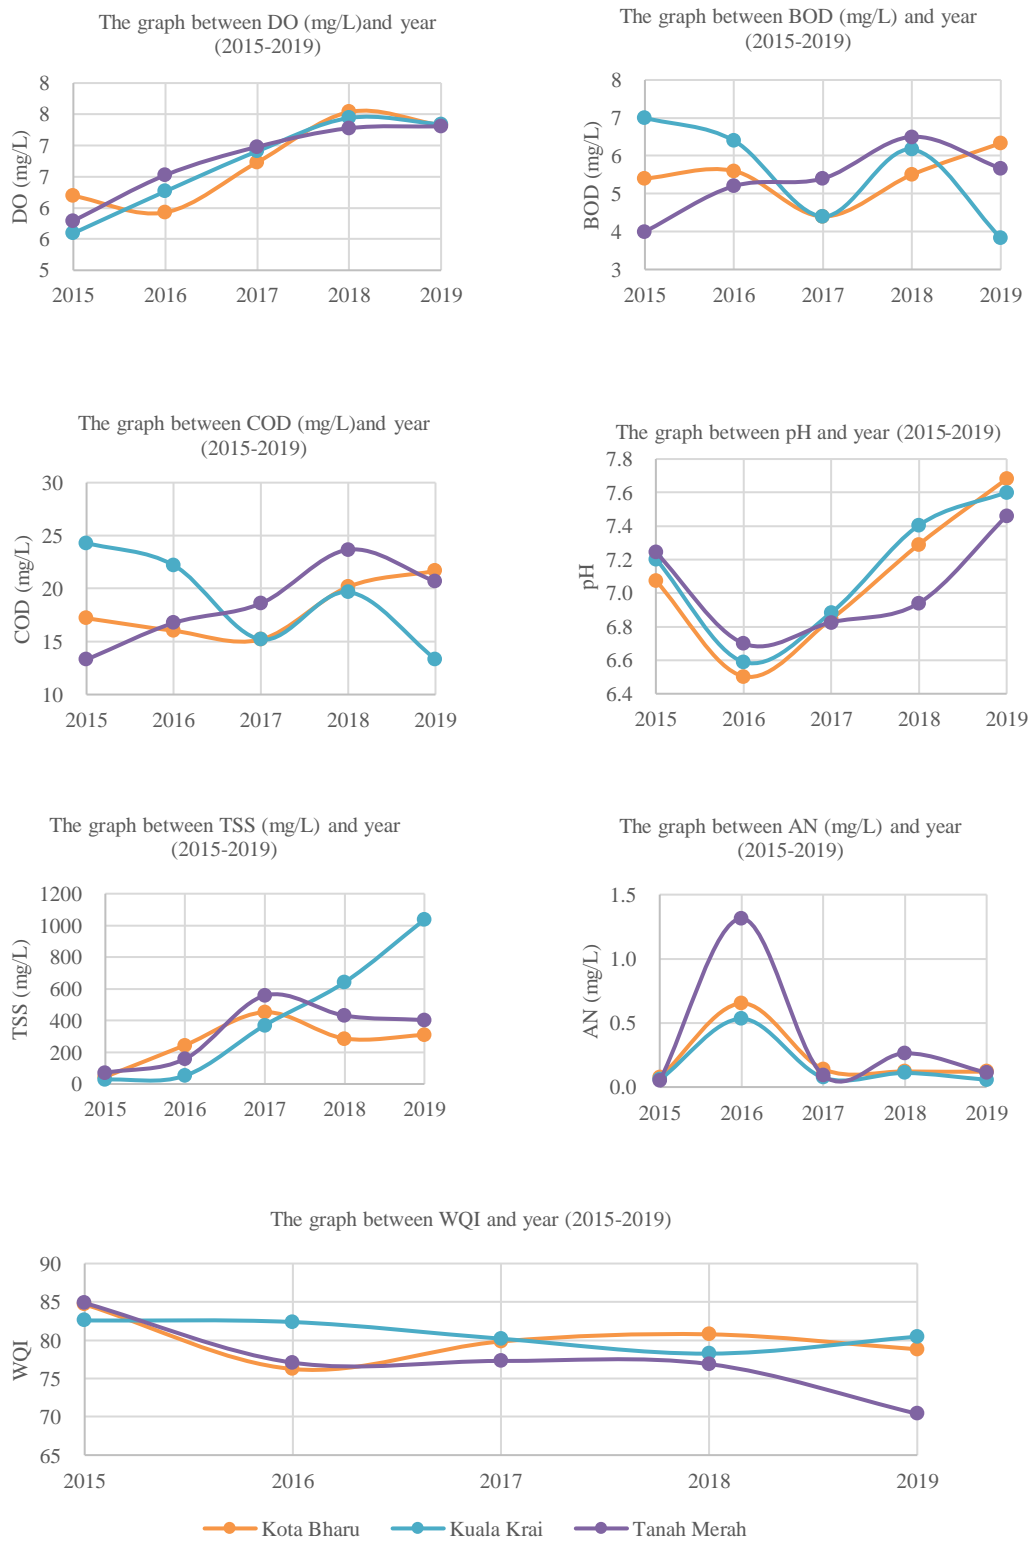 The graph between DO (mg/L)and year
(2015-2019)
8
8
7
7
6
6
5
DO (mg/L)
2015 2016 2017 2018 2019
The graph between BOD (mg/L) and year
(2015-2019)
8
7
6
5
4
3
BOD (mg/L)
2015 2016 2017 2018 2019
The graph between COD (mg/L)and year
(2015-2019)
30
25
20
15
10
COD (mg/L)
2015 2016 2017 2018 2019
The graph between pH and year (2015-2019)
7.8
7.6
7.4
7.2
7.0
6.8
6.6
6.4
pH
2015 2016 2017 2018 2019
The graph between TSS (mg/L) and year
(2015-2019)
1200
1000
800
600
400
200
0
TSS (mg/L)
2015 2016 2017 2018 2019
The graph between AN (mg/L) and year
(2015-2019)
1.5
1.0
0.5
0.0
AN (mg/L)
2015 2016 2017 2018 2019
The graph between WQI and year (2015-2019)
90
85
80
75
70
65
WQI
2015 2016 2017 2018 2019
Kota Bharu Kuala Krai Tanah Merah